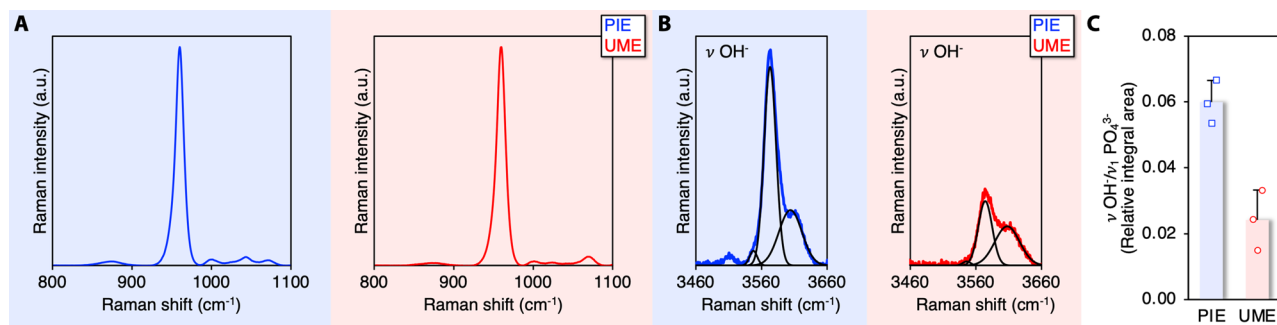 A
PIE
UME
Raman intensity (a.u.)
800 900 1000 1100
Raman shift (cm-1)
Raman intensity (a.u.)
800 900 1000 1100
Raman shift (cm-1)
B
PIE
UME
ν OH-
Raman intensity (a.u.)
3460 3560 3660
Raman shift (cm-1)
ν OH-
Raman intensity (a.u.)
3460 3560 3660
Raman shift (cm-1)
C
ν OH-/ν1 PO43-
(Relative integral area)
0.08
0.06
0.04
0.02
0.00
PIE UME